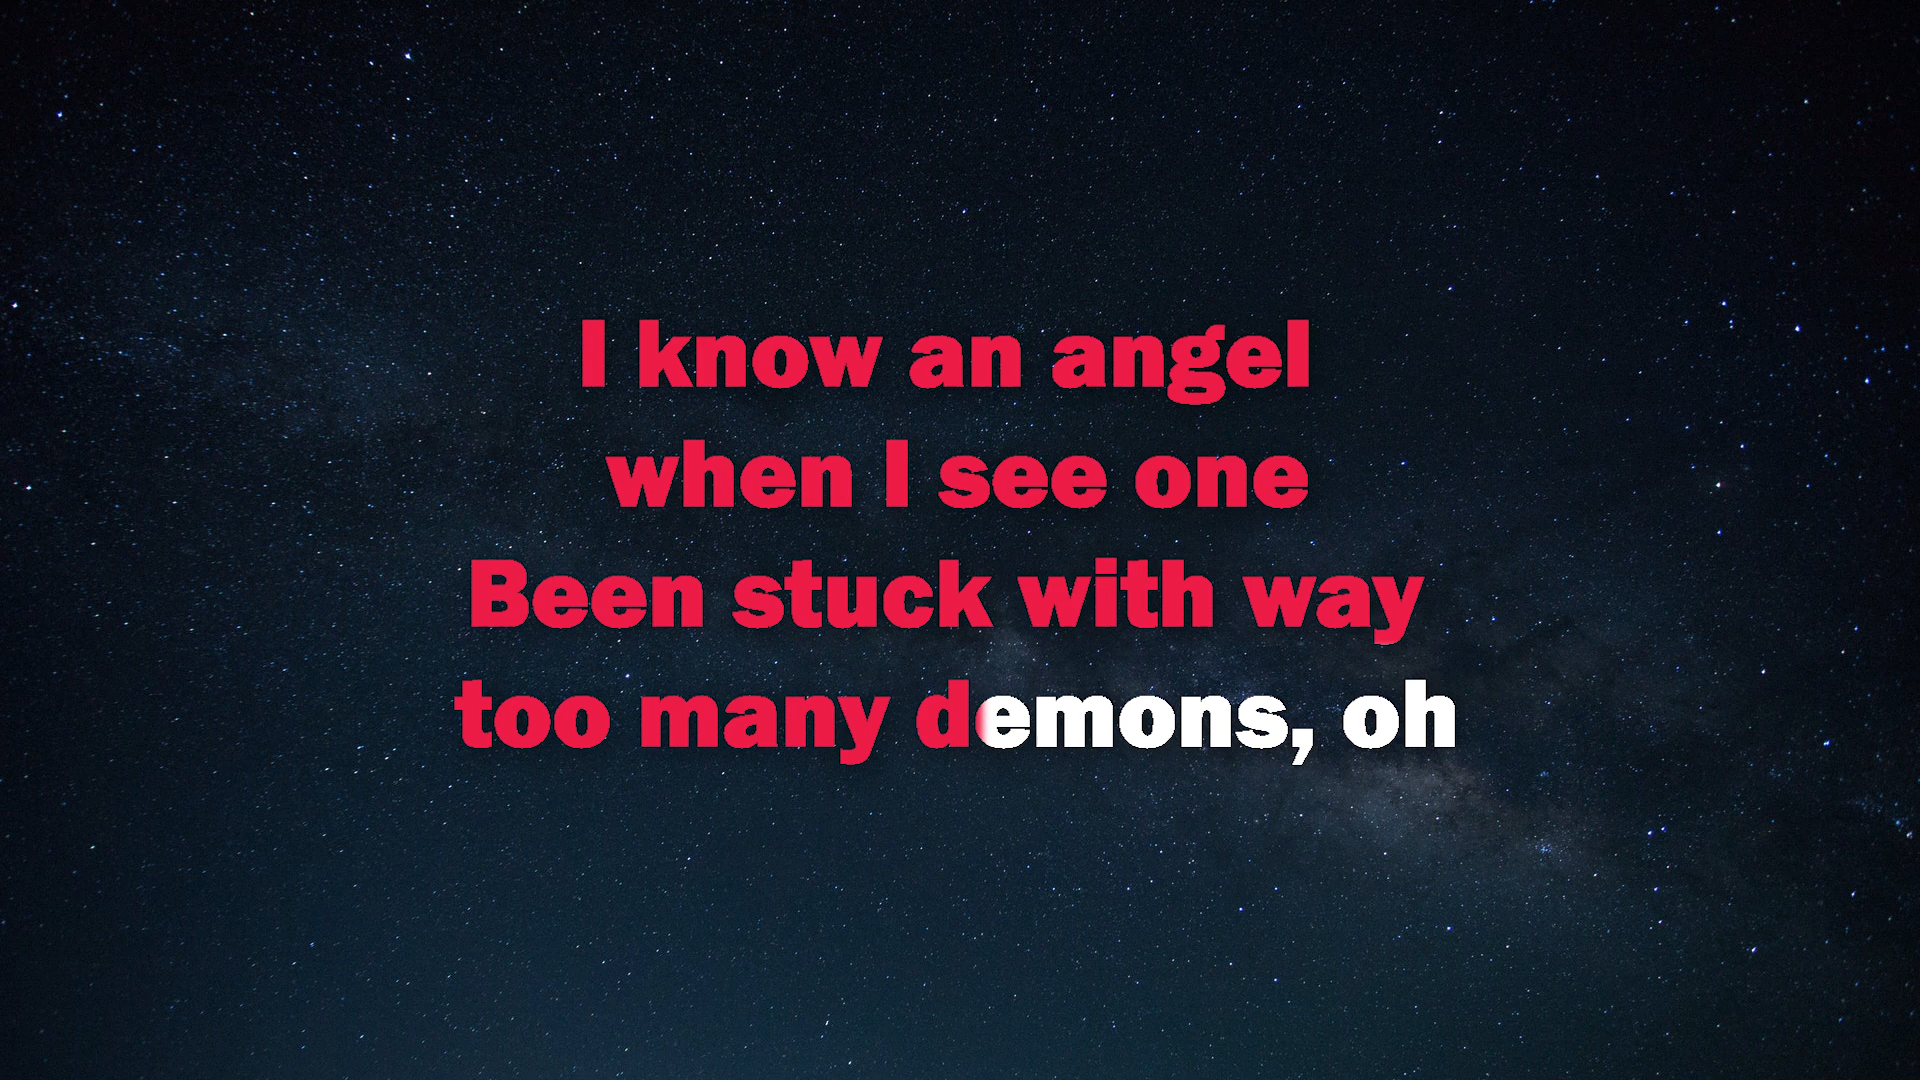 I know an angel
when I see one
Been stuck with way
too many demons, oh